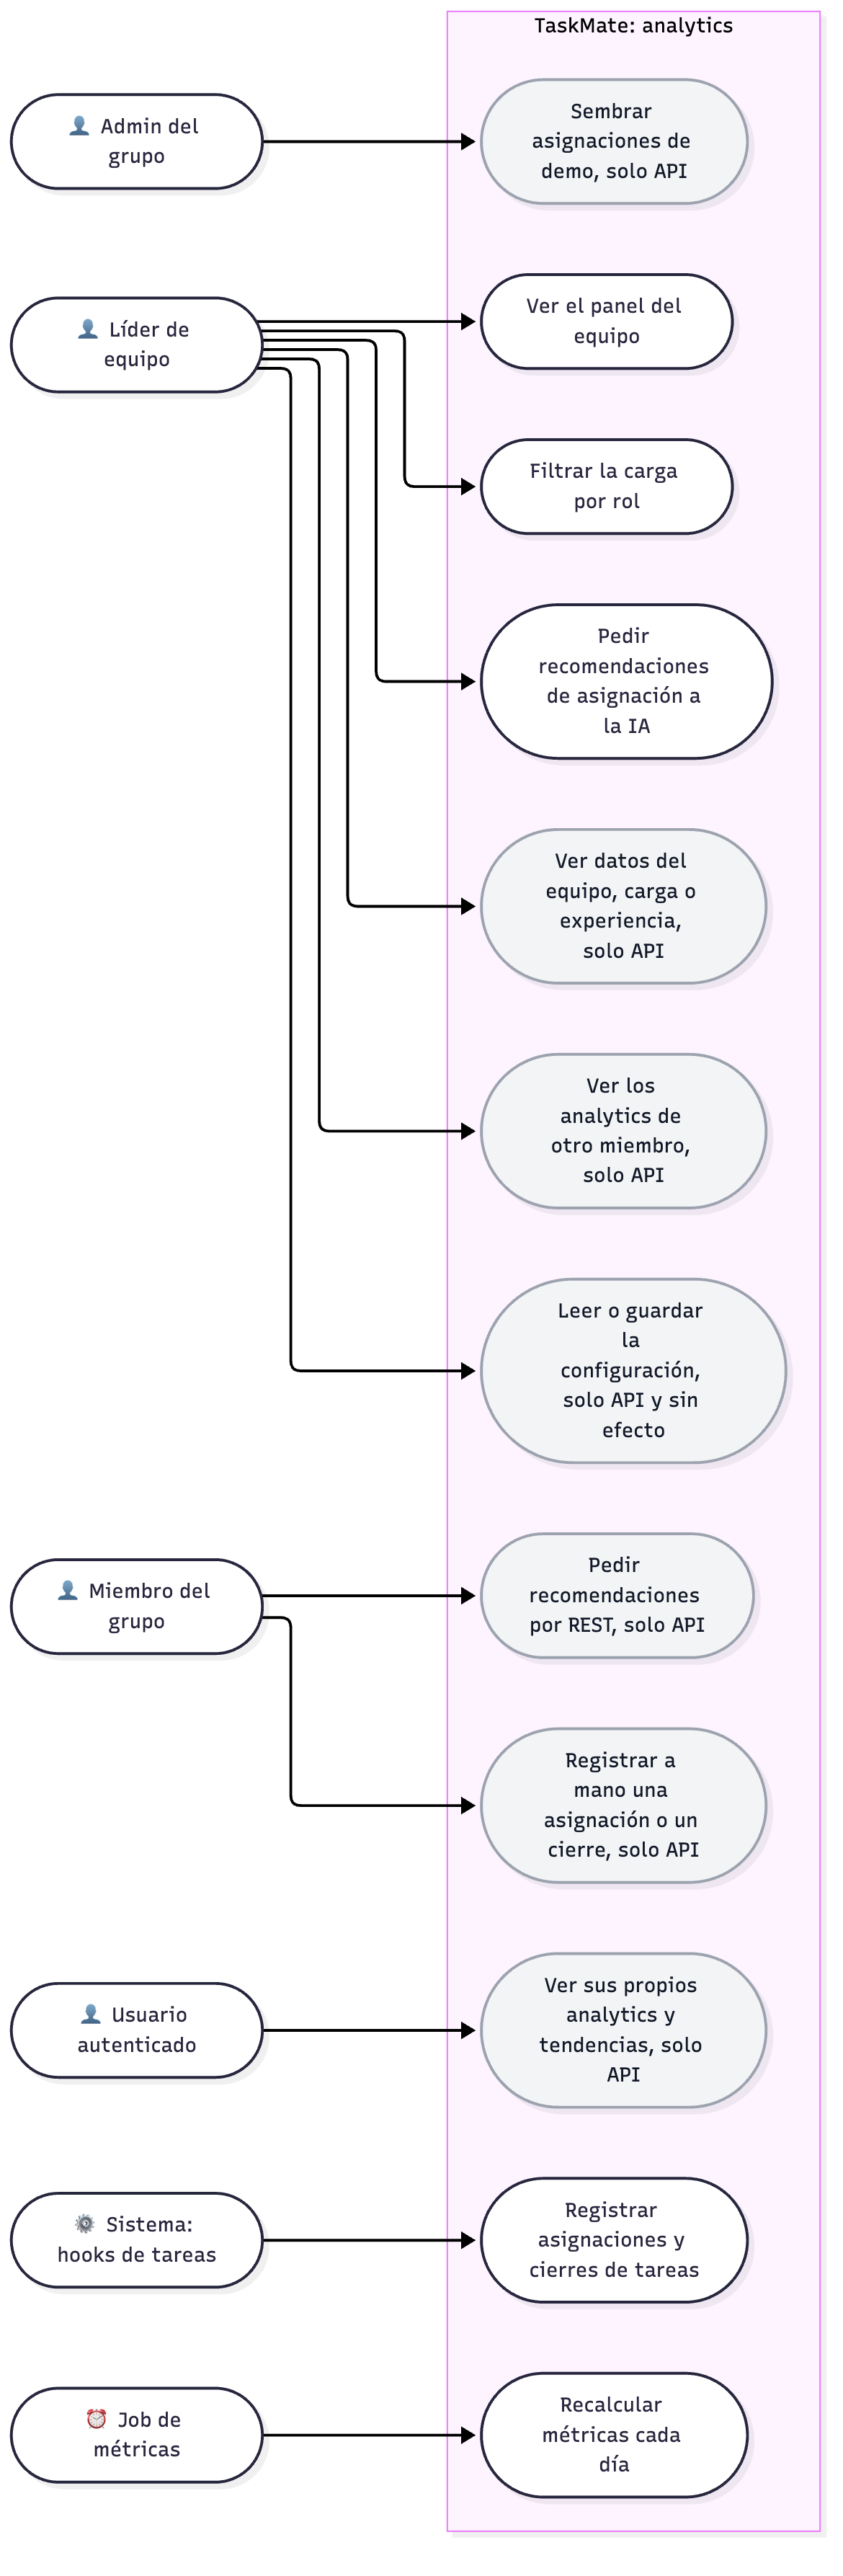 TaskMate: analytics
Admin del
grupo
Sembrar
asignaciones de
demo, solo API
Líder de
equipo
Ver el panel del
equipo
Filtrar la carga
por rol
Pedir
recomendaciones
de asignación a
la IA
Ver datos del
equipo, carga o
experiencia,
solo API
Ver los
analytics de
otro miembro,
solo API
Leer o guardar
la
configuración,
solo API y sin
efecto
Miembro del
grupo
Pedir
recomendaciones
por REST, solo API
Registrar a
mano una
asignación o un
cierre, solo API
Usuario
autenticado
Ver sus propios
analytics y
tendencias, solo
API
Sistema:
hooks de tareas
Registrar
asignaciones y
cierres de tareas
Job de
métricas
Recalcular
métricas cada
día